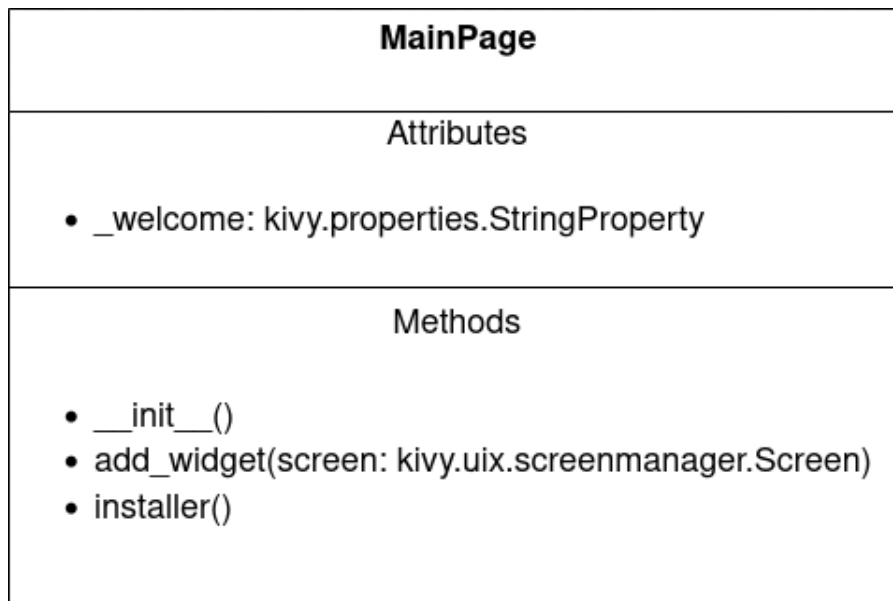 MainPage
Attributes
• _welcome: kivy.properties.StringProperty
Methods
• __init__()
• add_widget(screen: kivy.uix.screenmanager.Screen)
• installer()